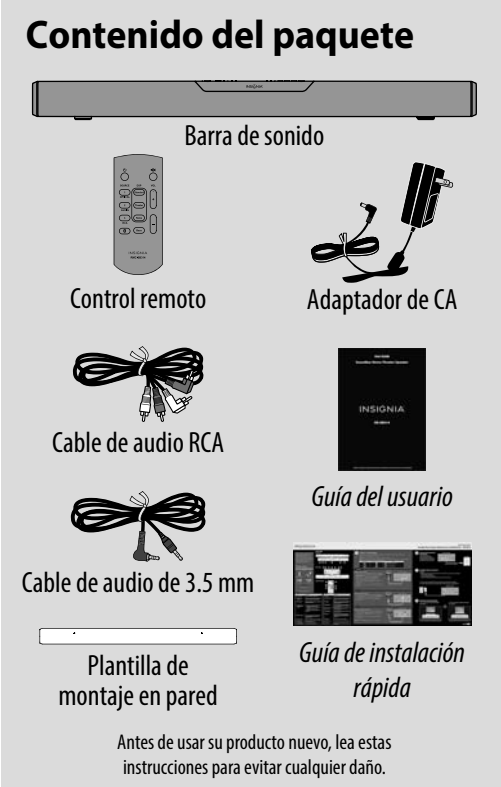 Contenido del paquete
INSIGNIA
Barra de sonido
INSIGNIA
Control remoto
Adaptador de CA
Cable de audio RCA
INSIGNIA
Guía del usuario
Cable de audio de 3.5 mm
Plantilla de
montaje en pared
Guía de instalación
rápida
Antes de usar su producto nuevo, lea estas
instrucciones para evitar cualquier daño.